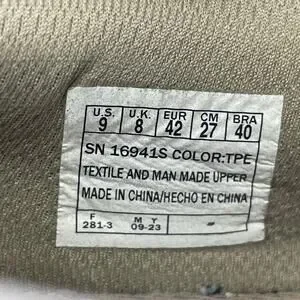 U.S. U.K. EUR CM BRA
9 8 42 27 40
SN 16941S COLOR:TPE
TEXTILE AND MAN MADE UPPER
MADE IN CHINA/HECHO EN CHINA
F M Y
281-3 09-23 -